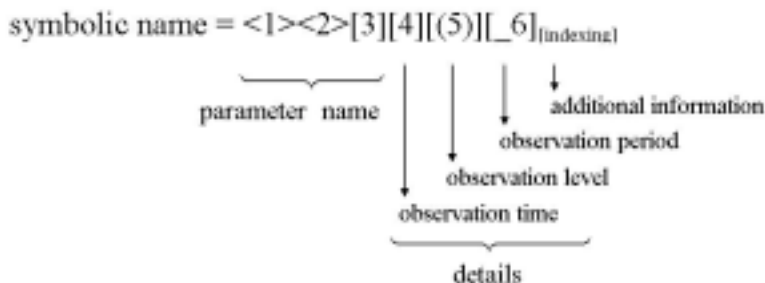 symbolic name = <1><2>[3][4][(5)][_6][indexing]
additional information
parameter name
observation period
observation level
observation time
details